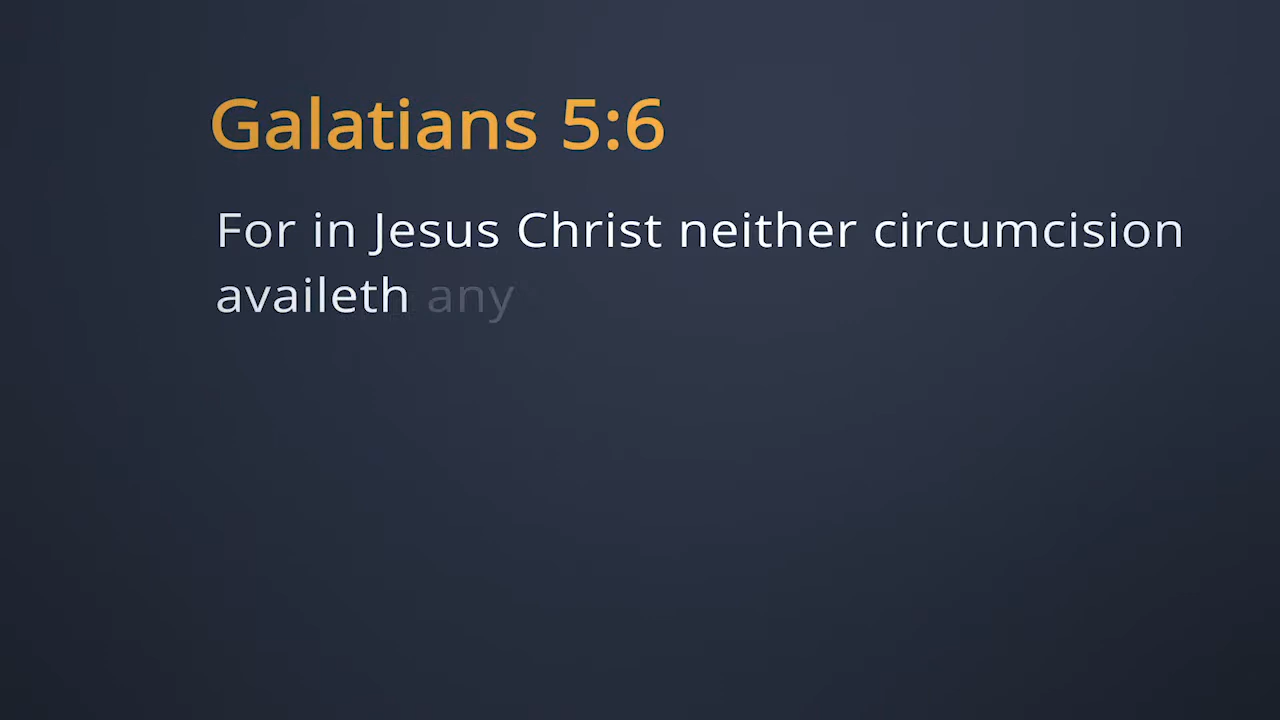 Galatians 5:6
For in Jesus Christ neither circumcision
availeth any